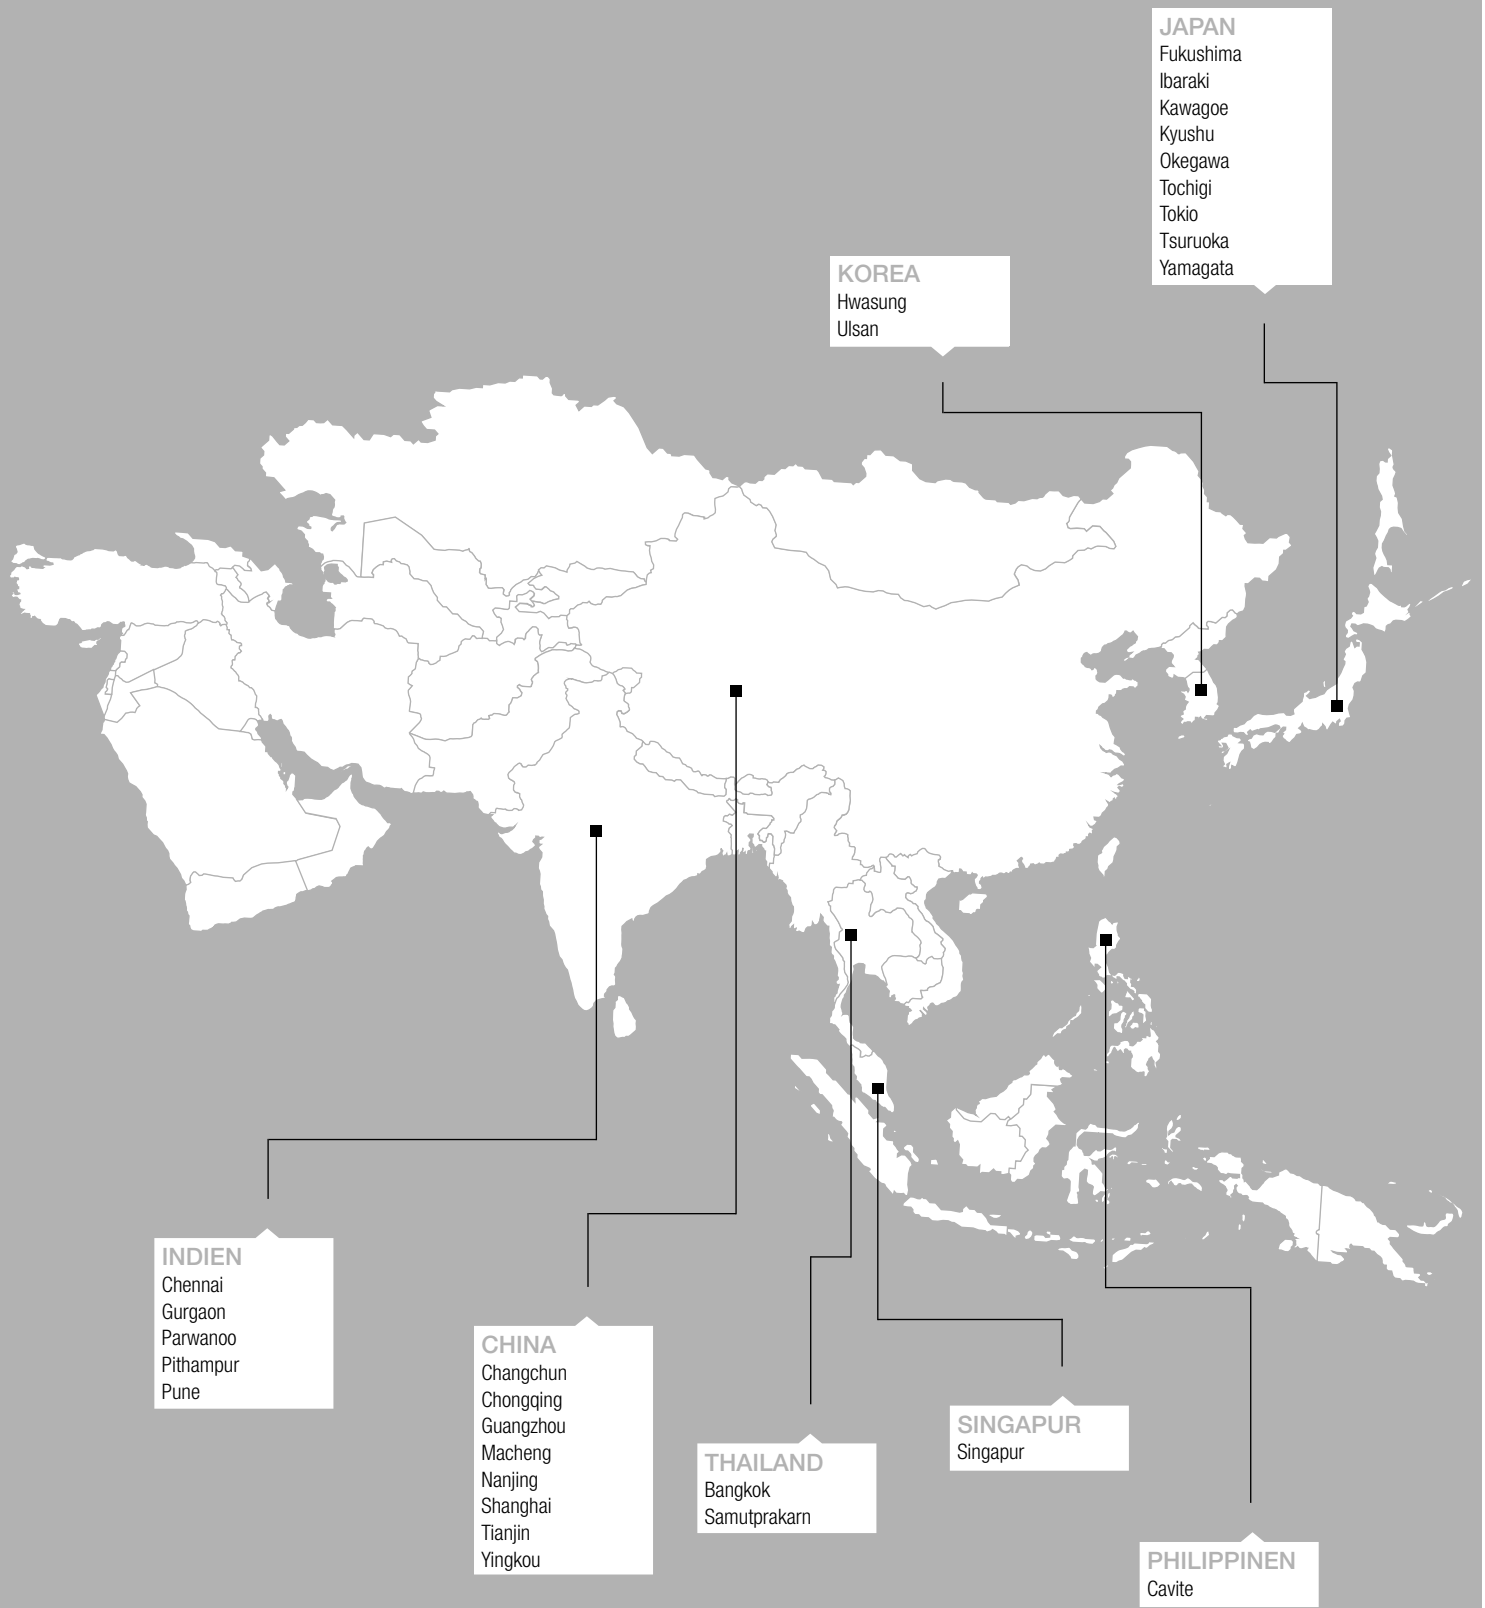 JAPAN
Fukushima
Ibaraki
Kawagoe
Kyushu
Okegawa
Tochigi
Tokio
Tsuruoka
Yamagata
KOREA
Hwasung
Ulsan
INDIEN
Chennai
Gurgaon
Parwanoo
Pithampur
Pune
CHINA
Changchun
Chongqing
Guangzhou
Macheng
Nanjing
Shanghai
Tianjin
Yingkou
THAILAND
Bangkok
Samutprakarn
SINGAPUR
Singapur
PHILIPPINEN
Cavite